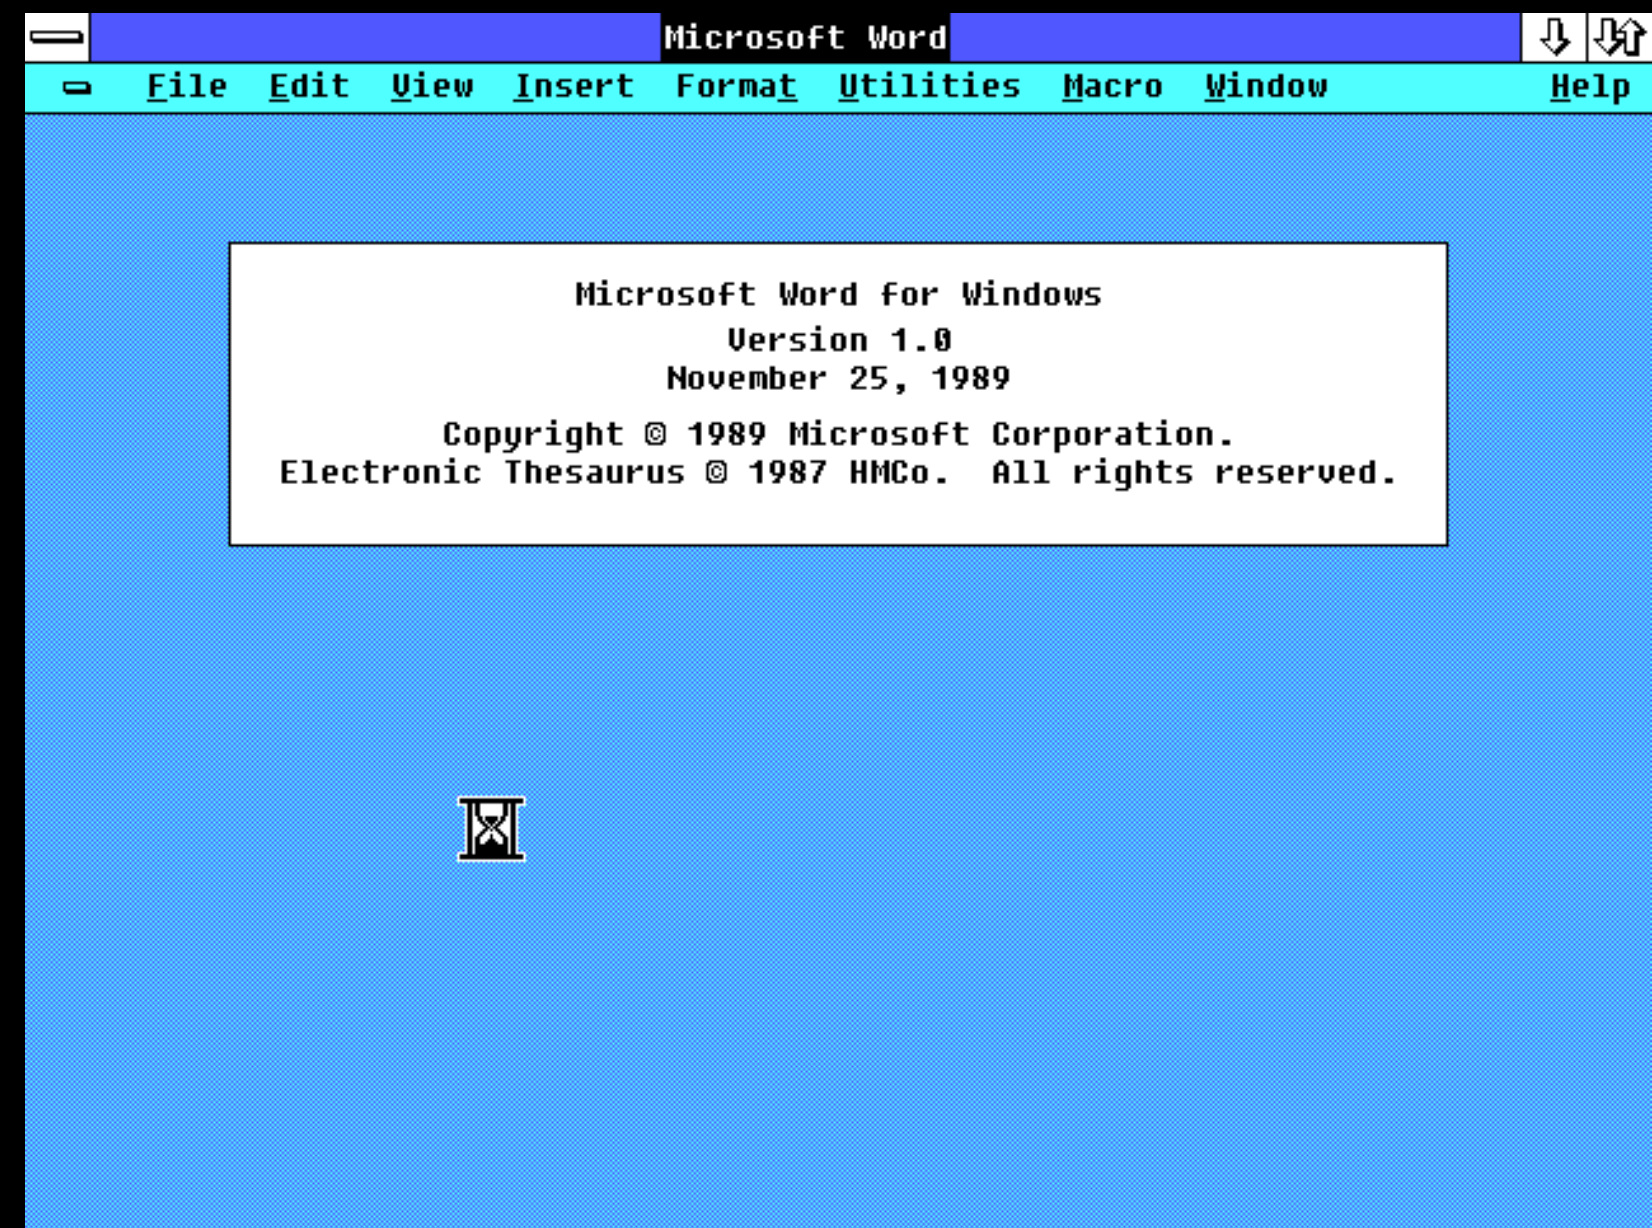 Microsoft Word
File Edit View Insert Format Utilities Macro Window Help
Microsoft Word for Windows
Version 1.0
November 25, 1989
Copyright © 1989 Microsoft Corporation.
Electronic Thesaurus © 1987 HMCo.  All rights reserved.